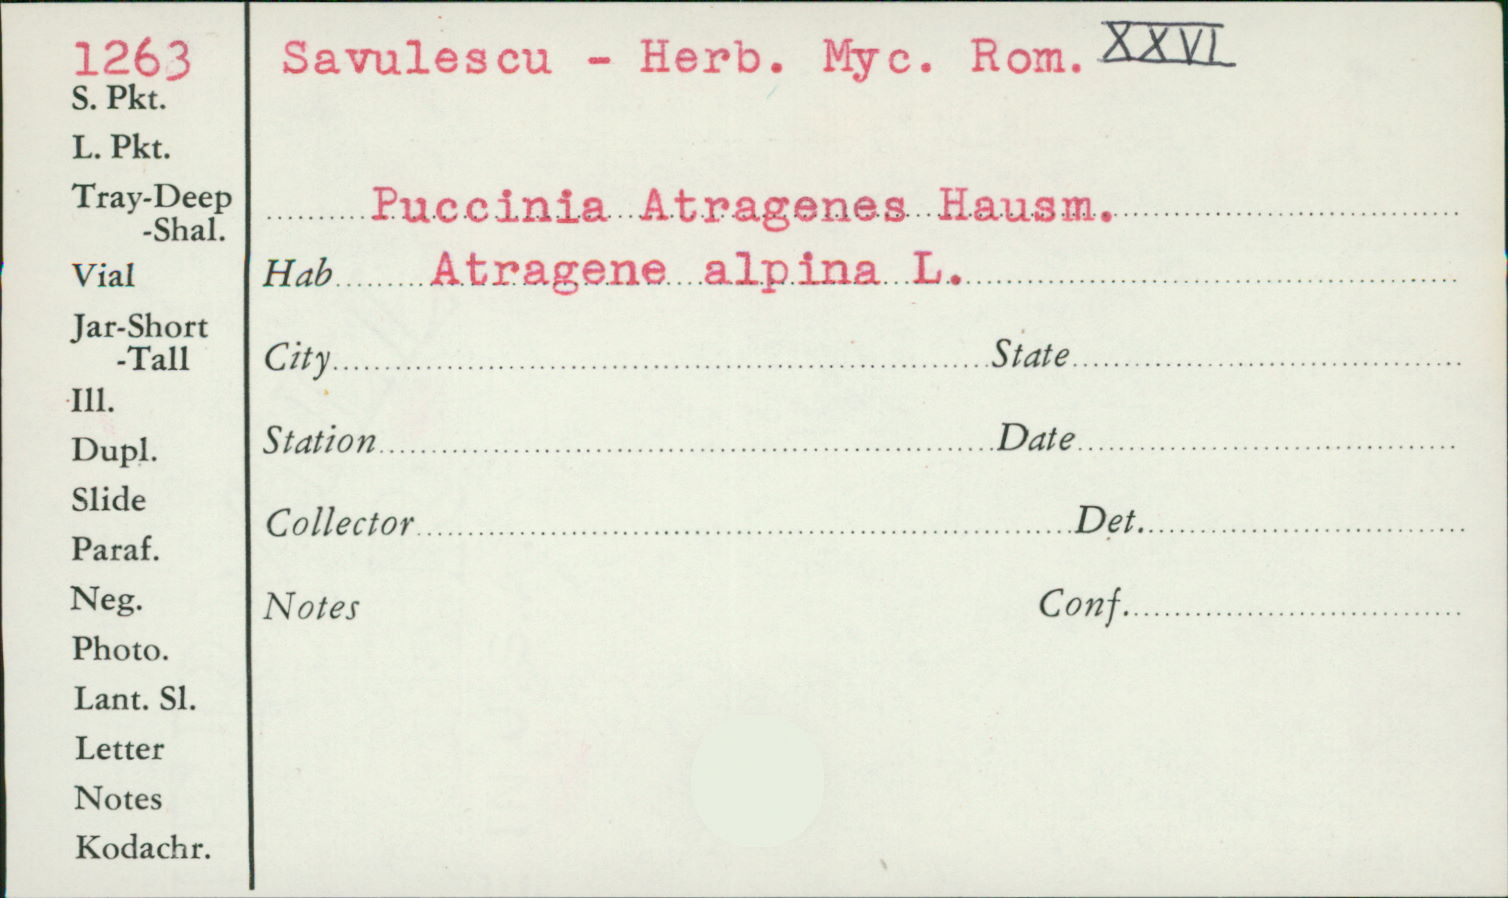 1263
Savulescu - Herb. Myc. Rom. XXVI
S. Pkt.
L. Pkt.
Tray-Deep
-Shal.
Vial
Jar-Short
-Tall
Ill.
Dupl.
Slide
Paraf.
Neg.
Photo.
Lant. Sl.
Letter
Notes
Kodachr.
Puccinia Atragenes Hausm.
Hab Atragene alpina L.
City State
Station Date
Collector Det.
Notes Conf.